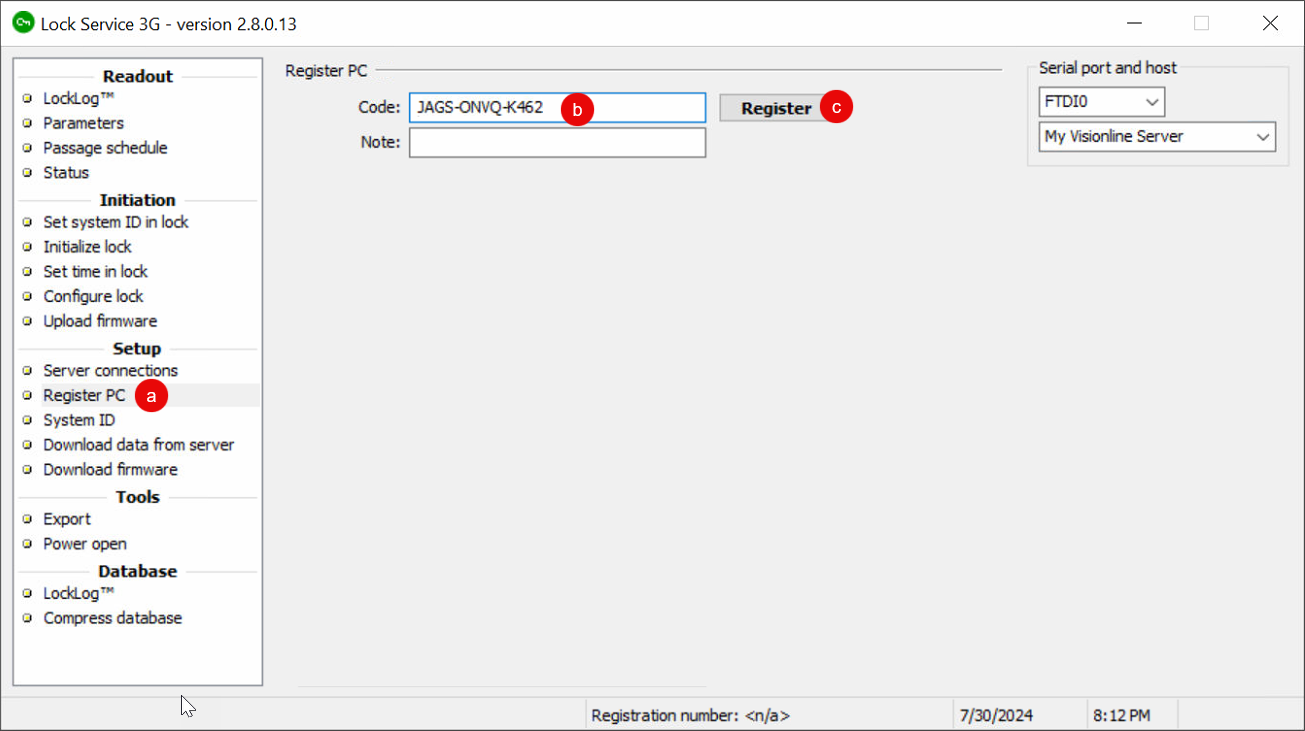 Lock Service 3G - version 2.8.0.13
Readout
LockLog™
Parameters
Passage schedule
Status
Initiation
Set system ID in lock
Initialize lock
Set time in lock
Configure lock
Upload firmware
Setup
Server connections
Register PC a
System ID
Download data from server
Download firmware
Tools
Export
Power open
Database
LockLog™
Compress database
Register PC
Code: JAGS-ONVQ-K462 b Register c
Note:
Serial port and host
FTDI0
My Visionline Server
Registration number: <n/a> 7/30/2024 8:12 PM